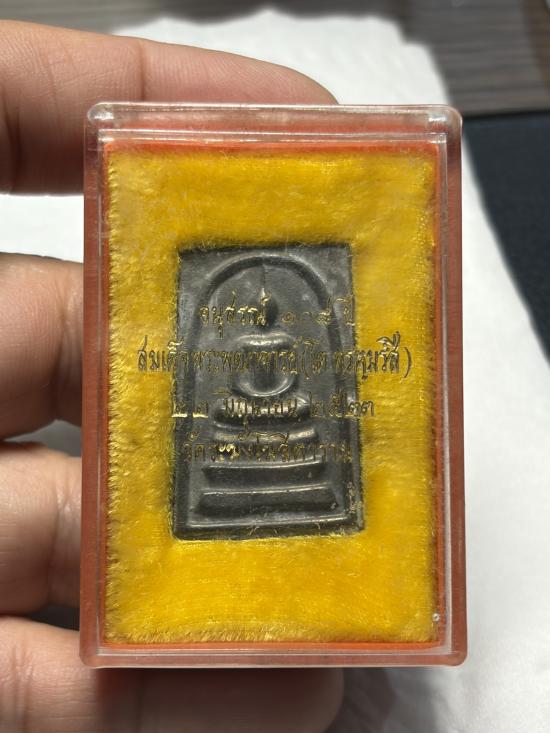 อนุสรณ์ ๑๐๘ ปี
สมเด็จพระพุฒาจารย์ (โต พรหมรังสี)
๒๒ มิถุนายน ๒๕๒๓
วัดระฆังโฆสิตาราม